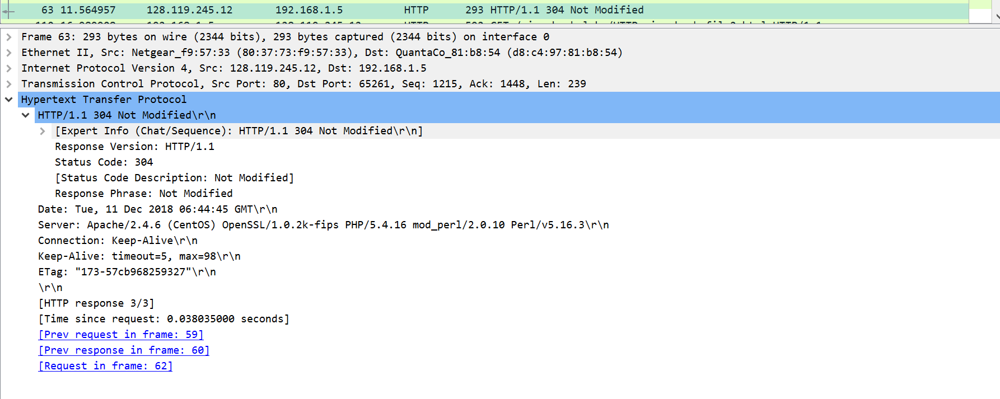 63 11.564957 128.119.245.12 192.168.1.5 HTTP 293 HTTP/1.1 304 Not Modified
Frame 63: 293 bytes on wire (2344 bits), 293 bytes captured (2344 bits) on interface 0
Ethernet II, Src: Netgear_f9:57:33 (80:37:73:f9:57:33), Dst: QuantaCo_81:b8:54 (d8:c4:97:81:b8:54)
Internet Protocol Version 4, Src: 128.119.245.12, Dst: 192.168.1.5
Transmission Control Protocol, Src Port: 80, Dst Port: 65261, Seq: 1215, Ack: 1448, Len: 239
Hypertext Transfer Protocol
HTTP/1.1 304 Not Modified\r\n
[Expert Info (Chat/Sequence): HTTP/1.1 304 Not Modified\r\n]
Response Version: HTTP/1.1
Status Code: 304
[Status Code Description: Not Modified]
Response Phrase: Not Modified
Date: Tue, 11 Dec 2018 06:44:45 GMT\r\n
Server: Apache/2.4.6 (CentOS) OpenSSL/1.0.2k-fips PHP/5.4.16 mod_perl/2.0.10 Perl/v5.16.3\r\n
Connection: Keep-Alive\r\n
Keep-Alive: timeout=5, max=98\r\n
ETag: "173-57cb968259327"\r\n
\r\n
[HTTP response 3/3]
[Time since request: 0.038035000 seconds]
[Prev request in frame: 59]
[Prev response in frame: 60]
[Request in frame: 62]